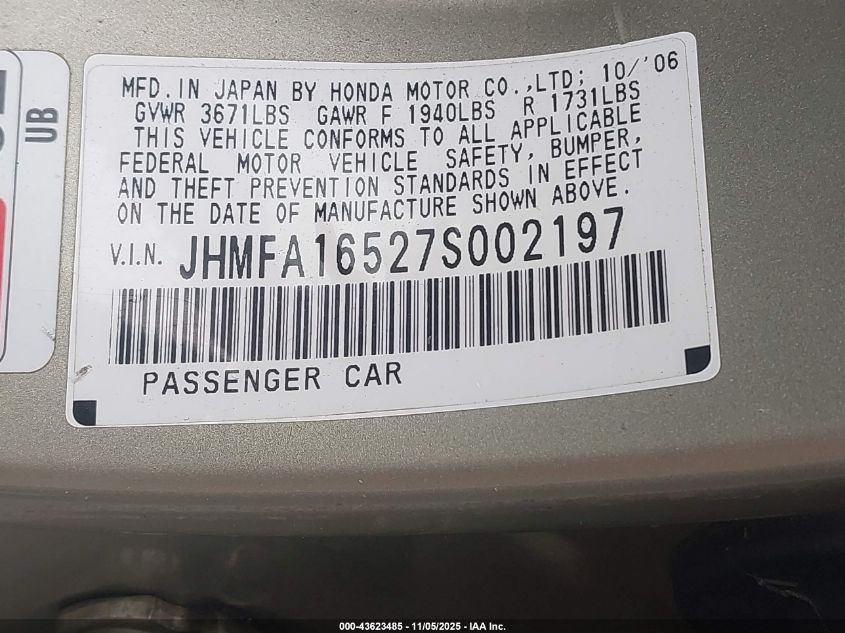 MFD. IN JAPAN BY HONDA MOTOR CO.,LTD; 10/'06
GVWR 3671LBS GAWR F 1940LBS R 1731LBS
THIS VEHICLE CONFORMS TO ALL APPLICABLE
FEDERAL MOTOR VEHICLE SAFETY, BUMPER,
AND THEFT PREVENTION STANDARDS IN EFFECT
ON THE DATE OF MANUFACTURE SHOWN ABOVE.
V.I.N. JHMFA16527S002197
PASSENGER CAR
UB
000-43623485 - 11/05/2025 - IAA Inc.